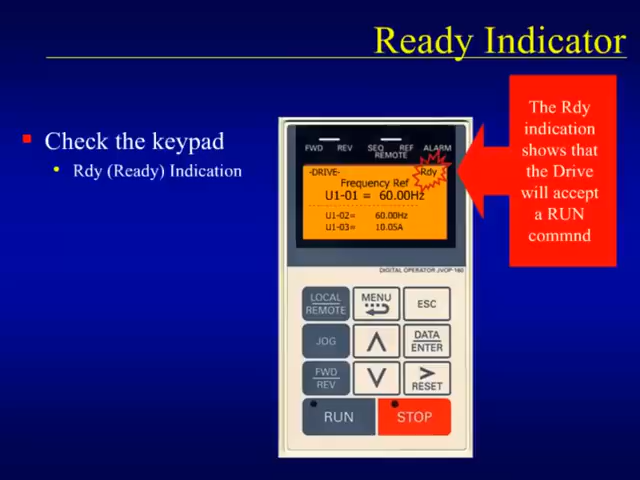 Ready Indicator
Check the keypad
Rdy (Ready) Indication
The Rdy
indication
shows that
the Drive
will accept
a RUN
commnd
FWD REV SEQ REF ALARM
REMOTE
-DRIVE- Rdy
Frequency Ref
U1-01 = 60.00Hz
U1-02= 60.00Hz
U1-03= 10.05A
DIGITAL OPERATOR JVOP-160
LOCAL
REMOTE
MENU
ESC
JOG
DATA
ENTER
FWD
REV
>
RESET
RUN
STOP